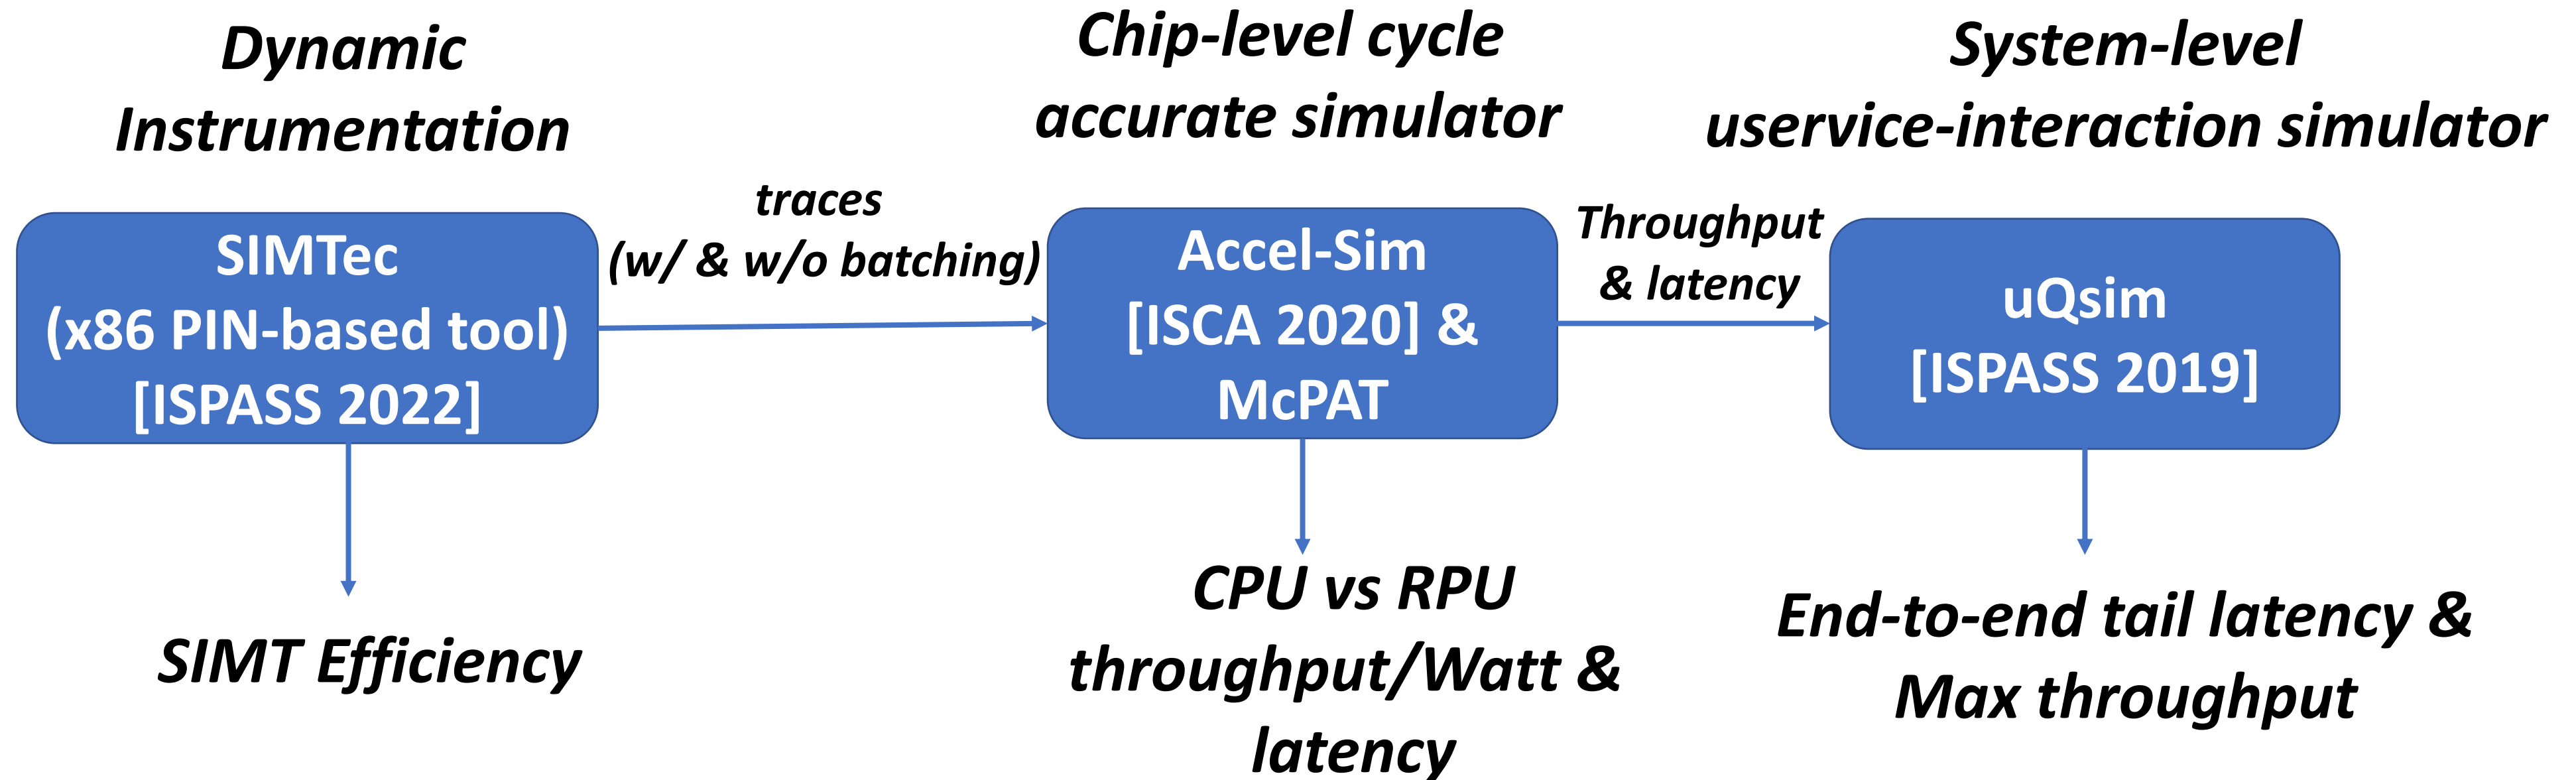 Dynamic
Instrumentation
Chip-level cycle
accurate simulator
System-level
uservice-interaction simulator
SIMTec
(x86 PIN-based tool)
[ISPASS 2022]
traces
(w/ & w/o batching)
Accel-Sim
[ISCA 2020] &
McPAT
Throughput
& latency
uQsim
[ISPASS 2019]
SIMT Efficiency
CPU vs RPU
throughput/Watt &
latency
End-to-end tail latency &
Max throughput